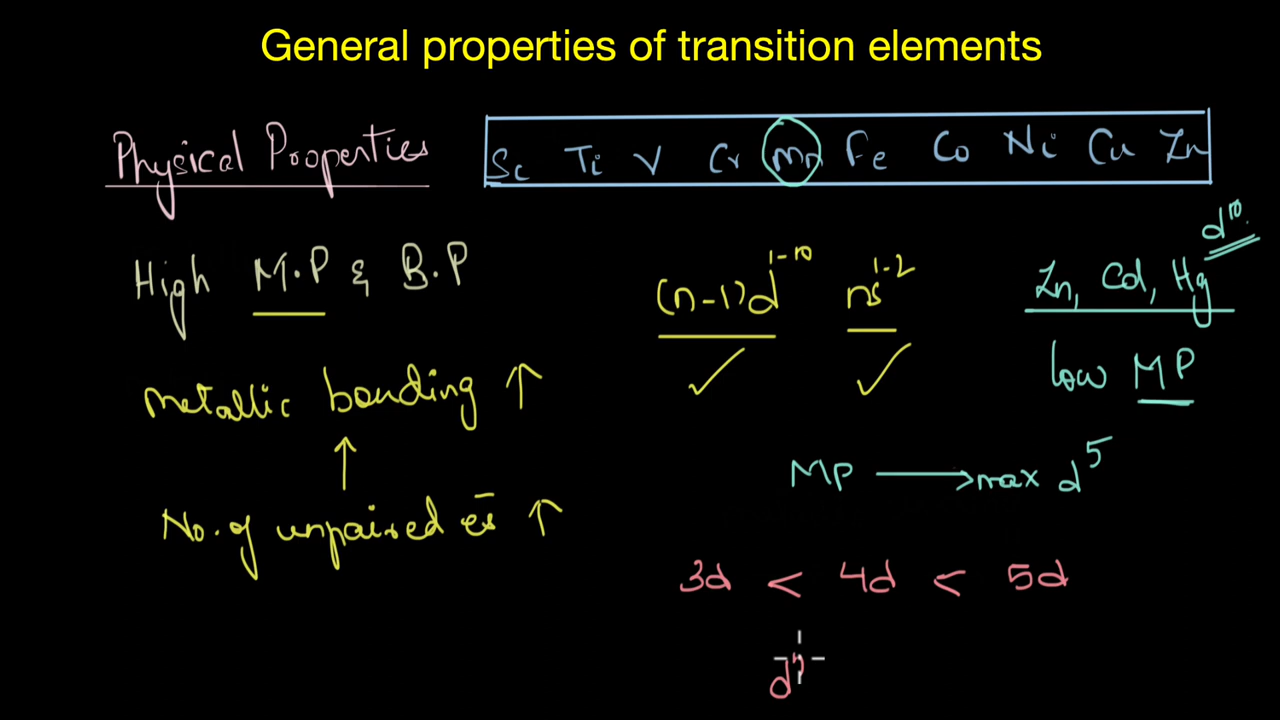 General properties of transition elements
Physical Properties
Sc Ti V Cr Mn Fe Co Ni Cu Zn
High M.P & B.P
(n-1)d¹⁻¹⁰ ns¹⁻²
d¹⁰.
Zn, Cd, Hg
low MP
metallic bonding ↑
↑
No. of unpaired es̄ ↑
MP → max d⁵
3d < 4d < 5d